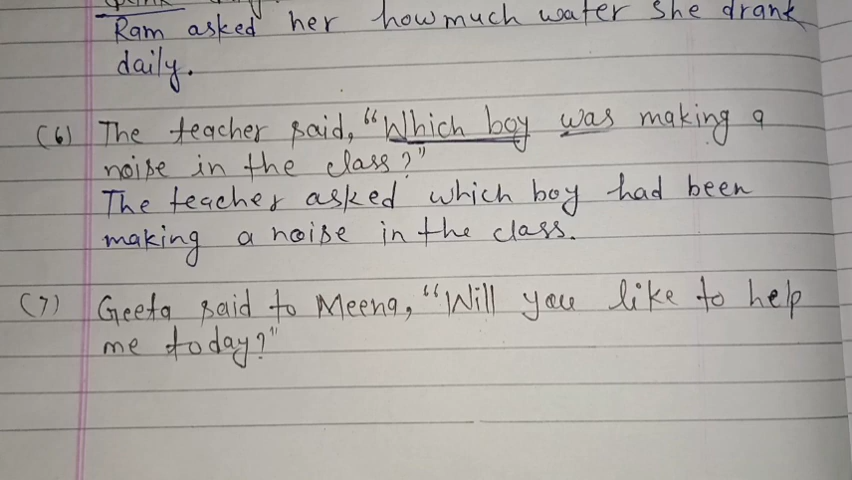 Ram asked her how much water she drank
daily.
(6) The teacher said, "Which boy was making a
noise in the class?"
The teacher asked which boy had been
making a noise in the class.
(7) Geeta said to Meena, "Will you like to help
me today?"